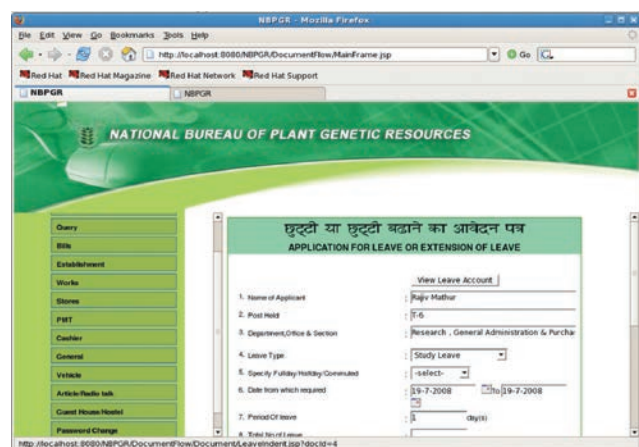 NBPGR - Mozilla Firefox
File Edit View Go Bookmarks Tools Help
http://localhost:8080/NBPGR/DocumentFlow/MainFrame.jsp Go
Red Hat Red Hat Magazine Red Hat Network Red Hat Support
NBPGR NBPGR
NATIONAL BUREAU OF PLANT GENETIC RESOURCES
Query
Bills
Establishment
Works
Stores
PMT
Cashier
General
Vehicle
Article/Radio talk
Guest House/Hostel
Password Change
छुट्टी या छुट्टी बढाने का आवेदन पत्र
APPLICATION FOR LEAVE OR EXTENSION OF LEAVE
View Leave Account
1. Name of Applicant : Rajiv Mathur
2. Post Held : T-6
3. Department,Office & Section : Research , General Administration & Purchas
4. Leave Type : Study Leave
5. Specify Fullday/Halfday/Commuted : -select-
6. Date from which required : 19-7-2008 To 19-7-2008
7. Period Of leave : 1 day(s)
8. Total No of Leave
http://localhost:8080/NBPGR/DocumentFlow/Document/LeaveIndent.jsp?docId=4